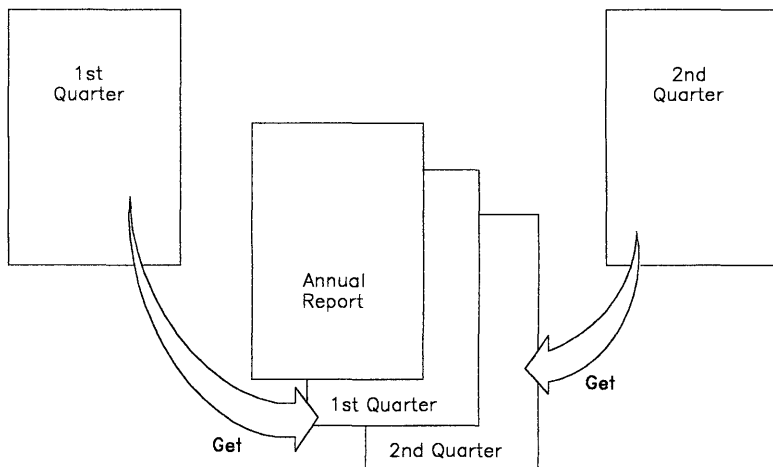 1st
Quarter
2nd
Quarter
Annual
Report
1st Quarter
Get
Get
2nd Quarter